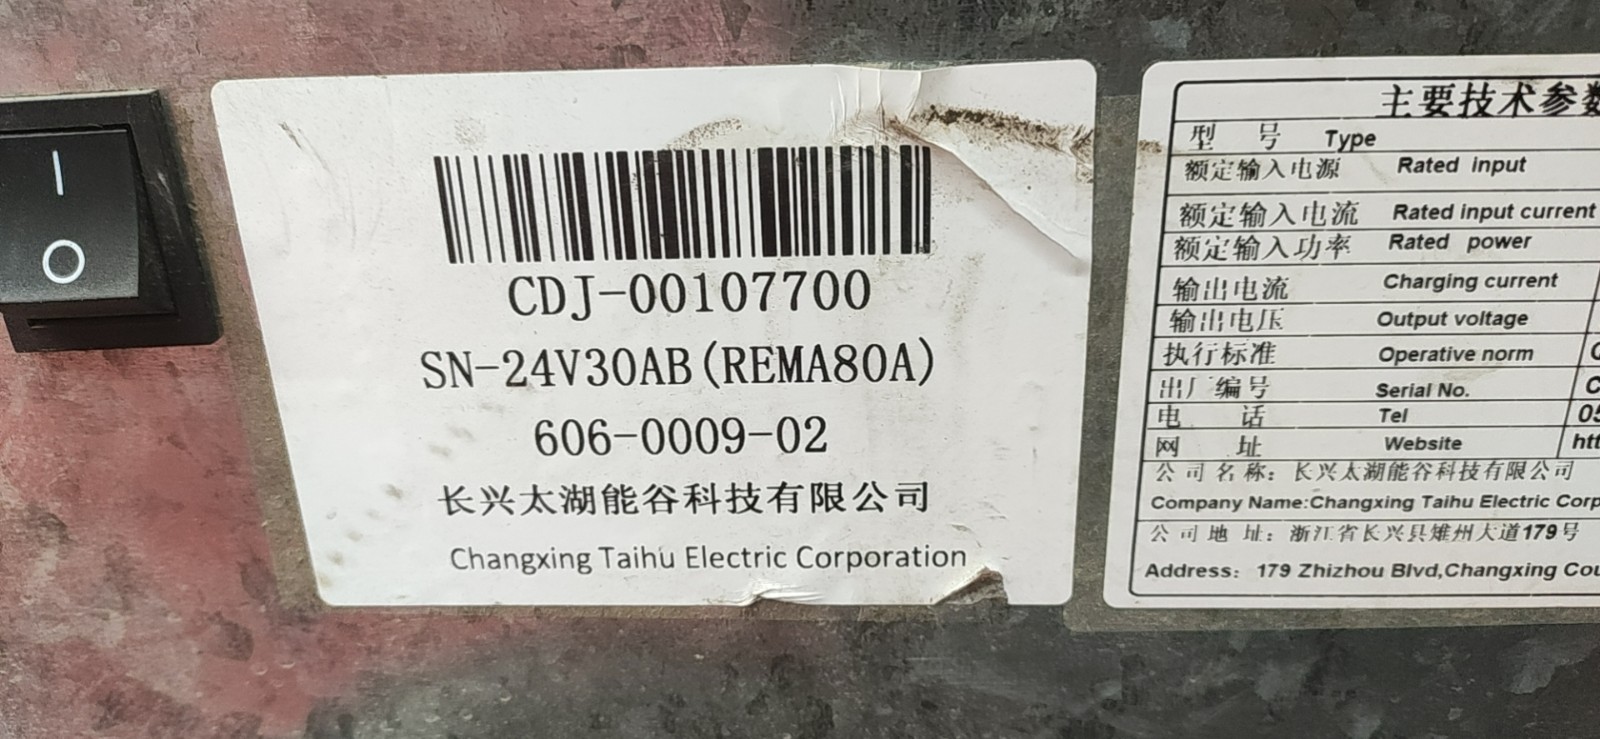 CDJ-00107700
SN-24V30AB(REMA80A)
606-0009-02
长兴太湖能谷科技有限公司
Changxing Taihu Electric Corporation
主要技术参数
型 号 Type
额定输入电源 Rated input
额定输入电流 Rated input current
额定输入功率 Rated power
输出电流 Charging current
输出电压 Output voltage
执行标准 Operative norm
出厂编号 Serial No. C
电 话 Tel 05
网 址 Website htt
公 司 名 称: 长兴太湖能谷科技有限公司
Company Name:Changxing Taihu Electric Corp
公 司 地 址: 浙江省长兴县雉州大道179号
Address: 179 Zhizhou Blvd,Changxing Cou